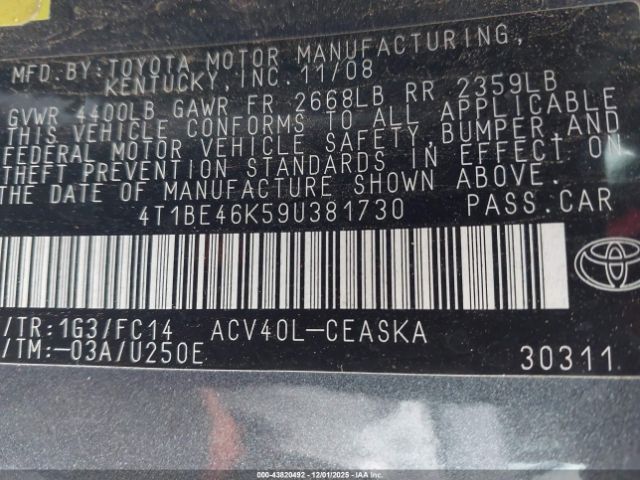 MFD.BY:TOYOTA MOTOR MANUFACTURING,
KENTUCKY,INC.11/08
GVWR 4400LB GAWR FR 2668LB RR 2359LB
THIS VEHICLE CONFORMS TO ALL APPLICABLE
FEDERAL MOTOR VEHICLE SAFETY,BUMPER,AND
THEFT PREVENTION STANDARDS IN EFFECT ON
THE DATE OF MANUFACTURE SHOWN ABOVE.
4T1BE46K59U381730 PASS.CAR
/TR:1G3/FC14 ACV40L-CEASKA
/TM:-03A/U250E 30311
000-43820492 - 12/01/2025 - IAAI.CA